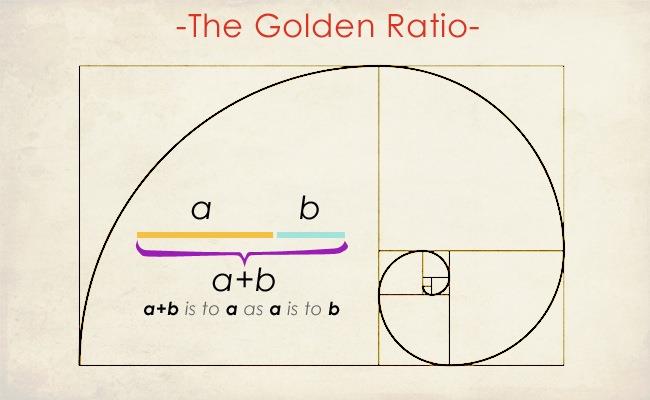 -The Golden Ratio-
a b
a+b
a+b is to a as a is to b